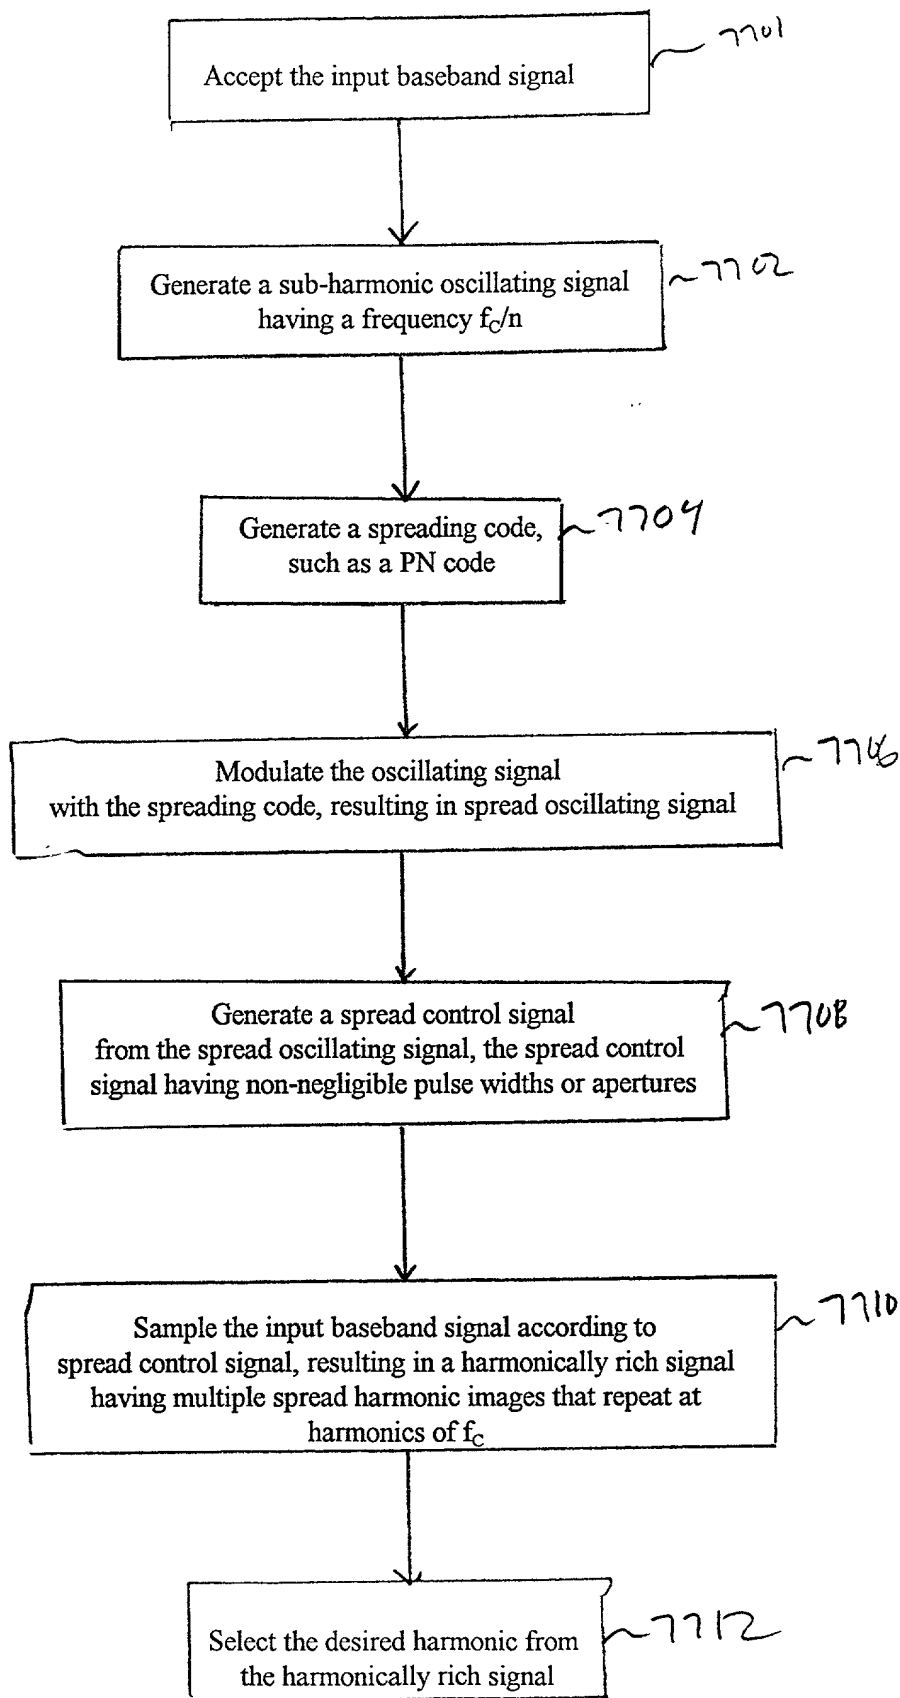 Accept the input baseband signal
7701
Generate a sub-harmonic oscillating signal
having a frequency fC/n
7702
Generate a spreading code,
such as a PN code
7704
Modulate the oscillating signal
with the spreading code, resulting in spread oscillating signal
7706
Generate a spread control signal
from the spread oscillating signal, the spread control
signal having non-negligible pulse widths or apertures
7708
Sample the input baseband signal according to
spread control signal, resulting in a harmonically rich signal
having multiple spread harmonic images that repeat at
harmonics of fC
7710
Select the desired harmonic from
the harmonically rich signal
7712